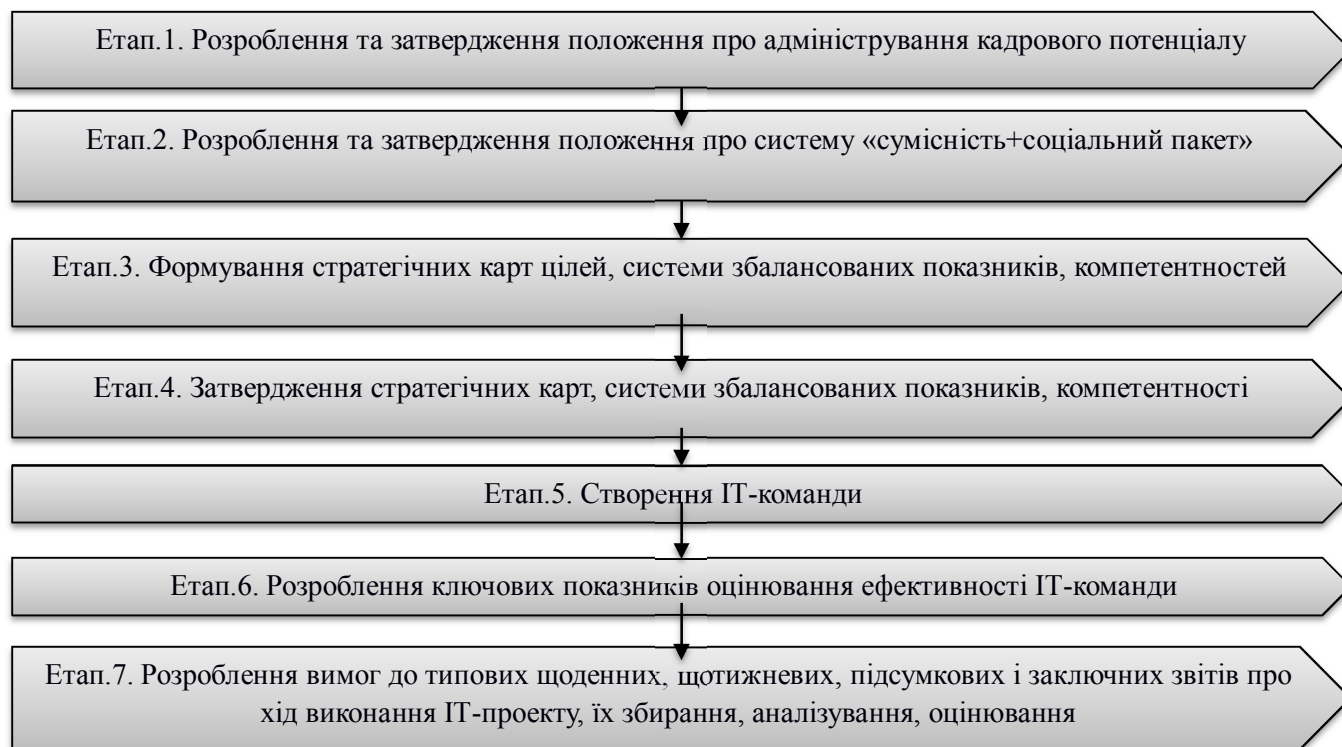 Етап.1. Розроблення та затвердження положення про адміністрування кадрового потенціалу
Етап.2. Розроблення та затвердження положення про систему «сумісність+соціальний пакет»
Етап.3. Формування стратегічних карт цілей, системи збалансованих показників, компетентностей
Етап.4. Затвердження стратегічних карт, системи збалансованих показників, компетентності
Етап.5. Створення ІТ-команди
Етап.6. Розроблення ключових показників оцінювання ефективності ІТ-команди
Етап.7. Розроблення вимог до типових щоденних, щотижневих, підсумкових і заключних звітів про
хід виконання ІТ-проекту, їх збирання, аналізування, оцінювання